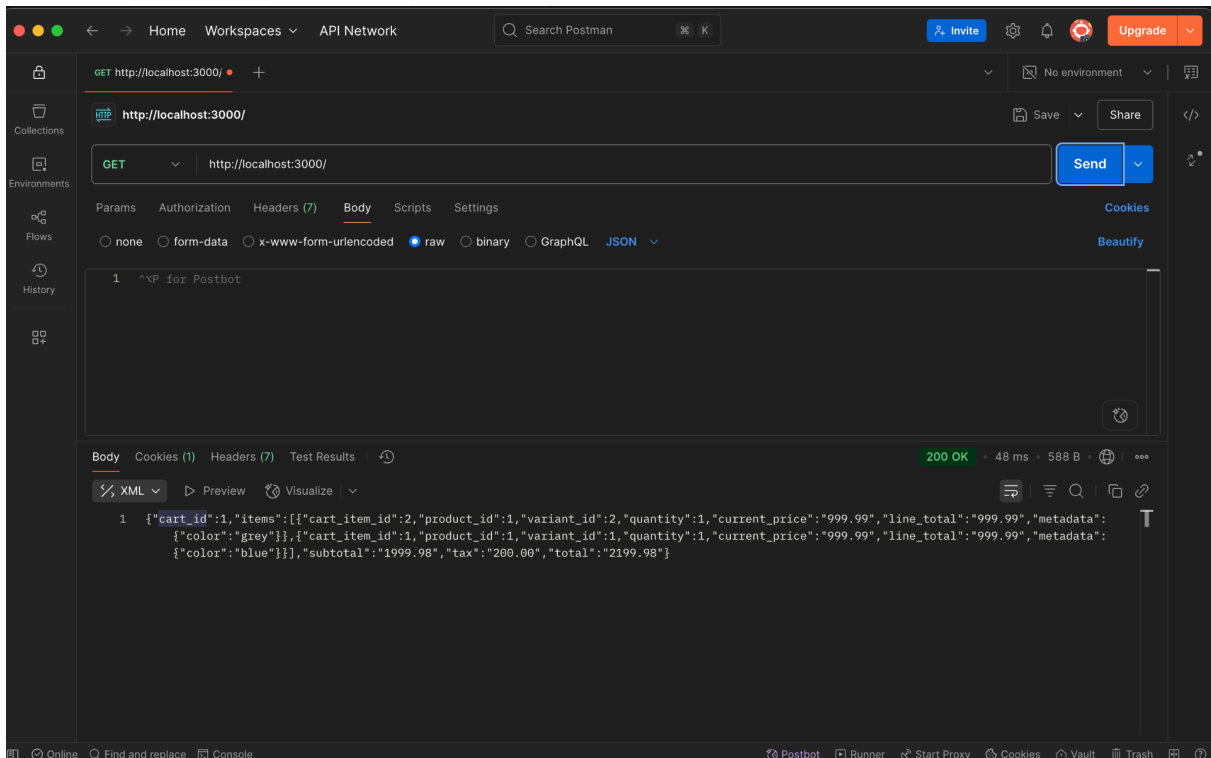 Home Workspaces API Network Search Postman ⌘ K Invite Upgrade
GET http://localhost:3000/ + No environment
HTTP http://localhost:3000/ Save Share
Collections
GET http://localhost:3000/ Send
Environments
Params Authorization Headers (7) Body Scripts Settings Cookies
Flows
none form-data x-www-form-urlencoded raw binary GraphQL JSON Beautify
History
1 ^⌥P for Postbot
Body Cookies (1) Headers (7) Test Results 200 OK • 48 ms • 588 B
XML Preview Visualize
1 {"cart_id":1,"items":[{"cart_item_id":2,"product_id":1,"variant_id":2,"quantity":1,"current_price":"999.99","line_total":"999.99","metadata":
{"color":"grey"}},{"cart_item_id":1,"product_id":1,"variant_id":1,"quantity":1,"current_price":"999.99","line_total":"999.99","metadata":
{"color":"blue"}}],"subtotal":"1999.98","tax":"200.00","total":"2199.98"}
Online Find and replace Console Postbot Runner Start Proxy Cookies Vault Trash